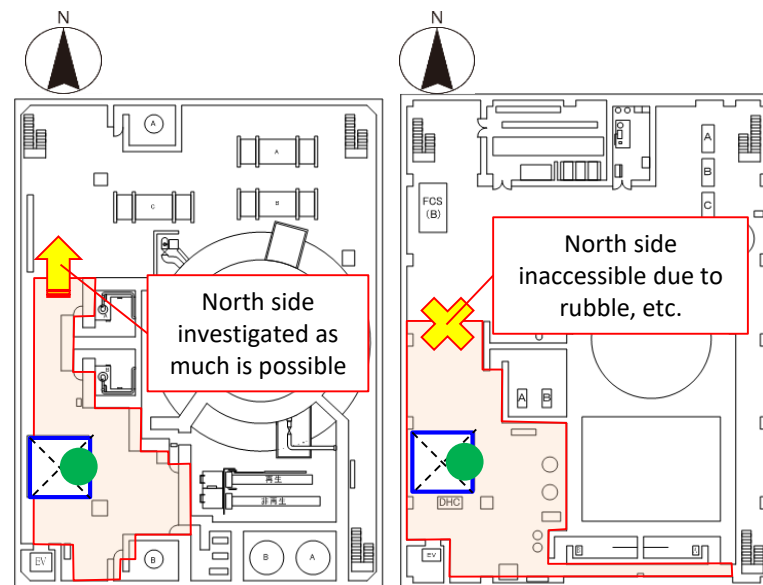 N
N
A
A
C
B
A
B
C
FCS
(B)
North side
investigated as
much is possible
North side
inaccessible due to
rubble, etc.
A
B
再生
非再生
DHC
EV
B
B
A
EV